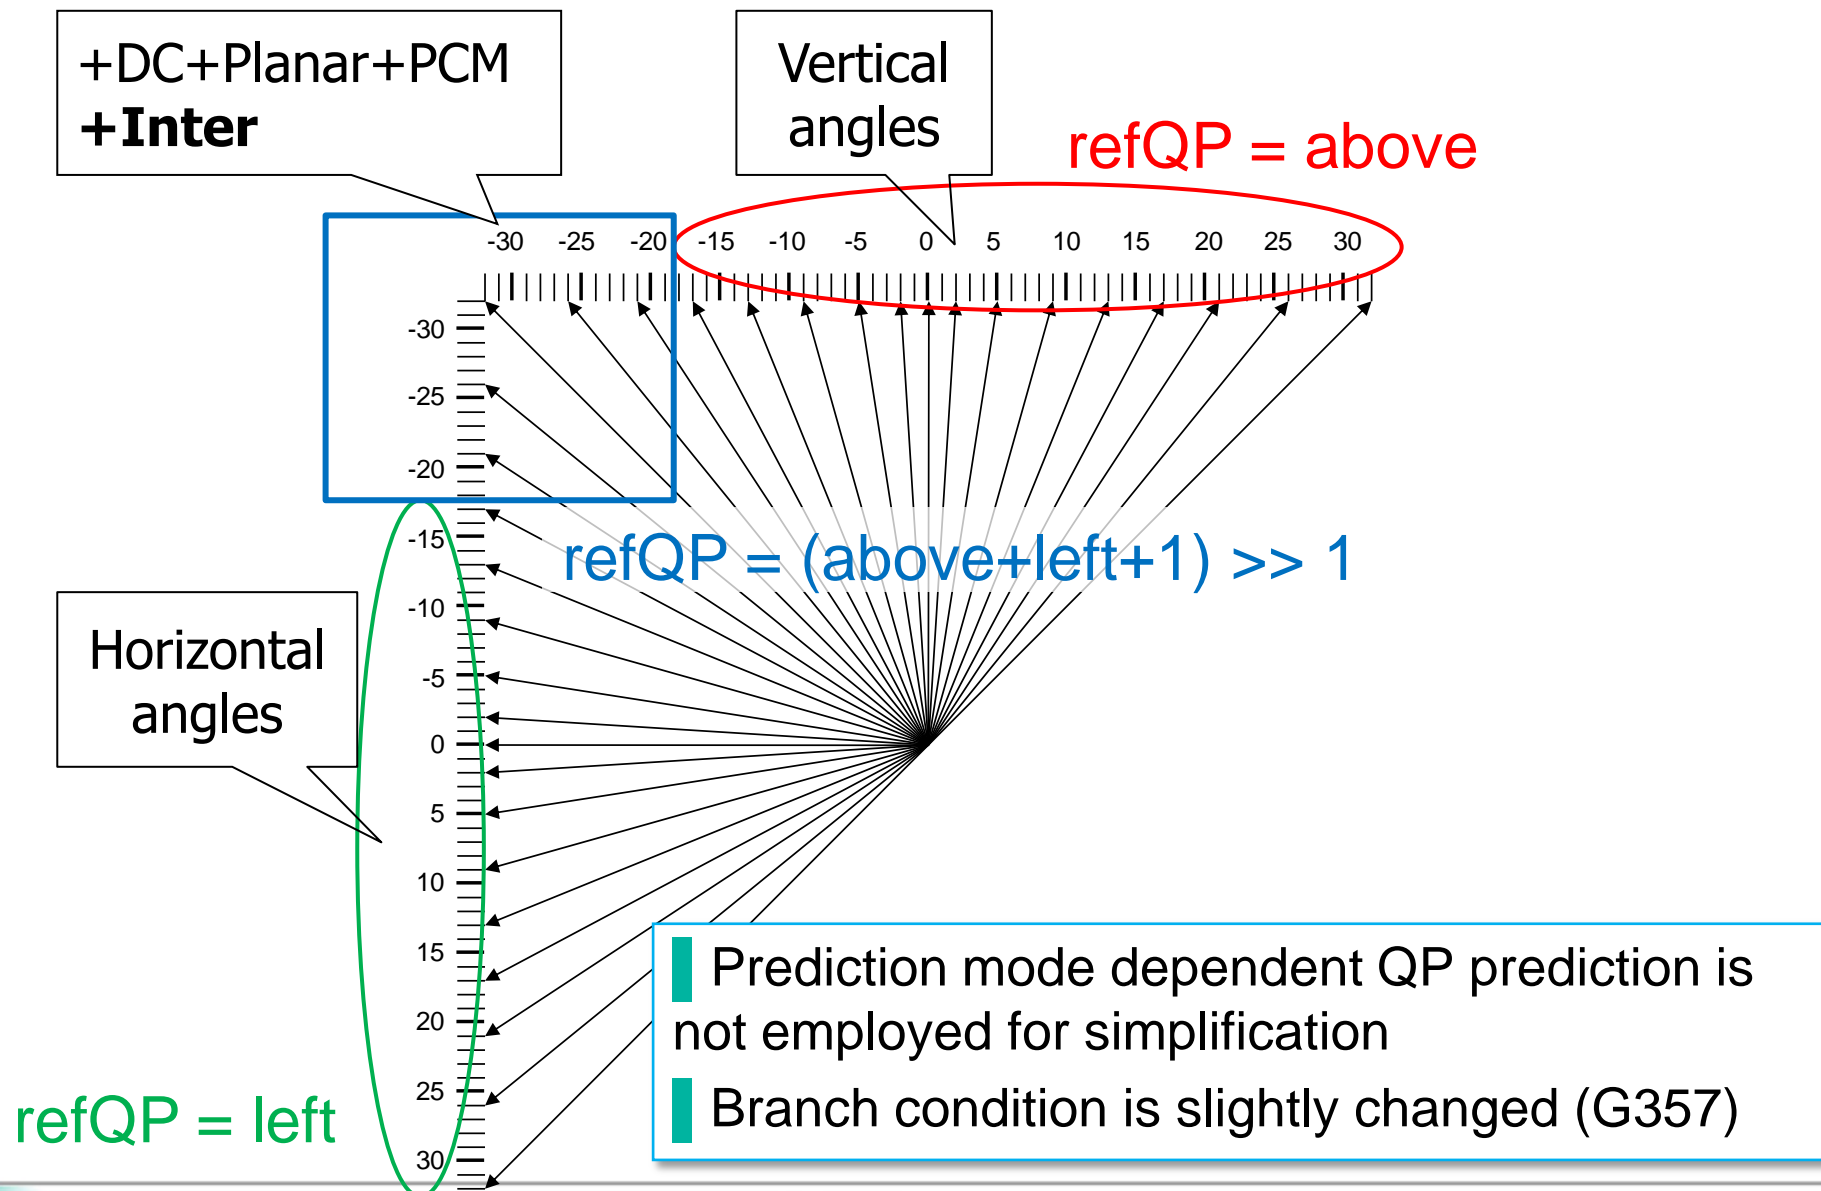 +DC+Planar+PCM
+Inter
Vertical
angles
refQP = above
-30 -25 -20 -15 -10 -5 0 5 10 15 20 25 30
-30
-25
-20
-15
refQP = (above+left+1) >> 1
-10
Horizontal
angles
-5
0
5
10
15
20
25
30
refQP = left
Prediction mode dependent QP prediction is
not employed for simplification
Branch condition is slightly changed (G357)